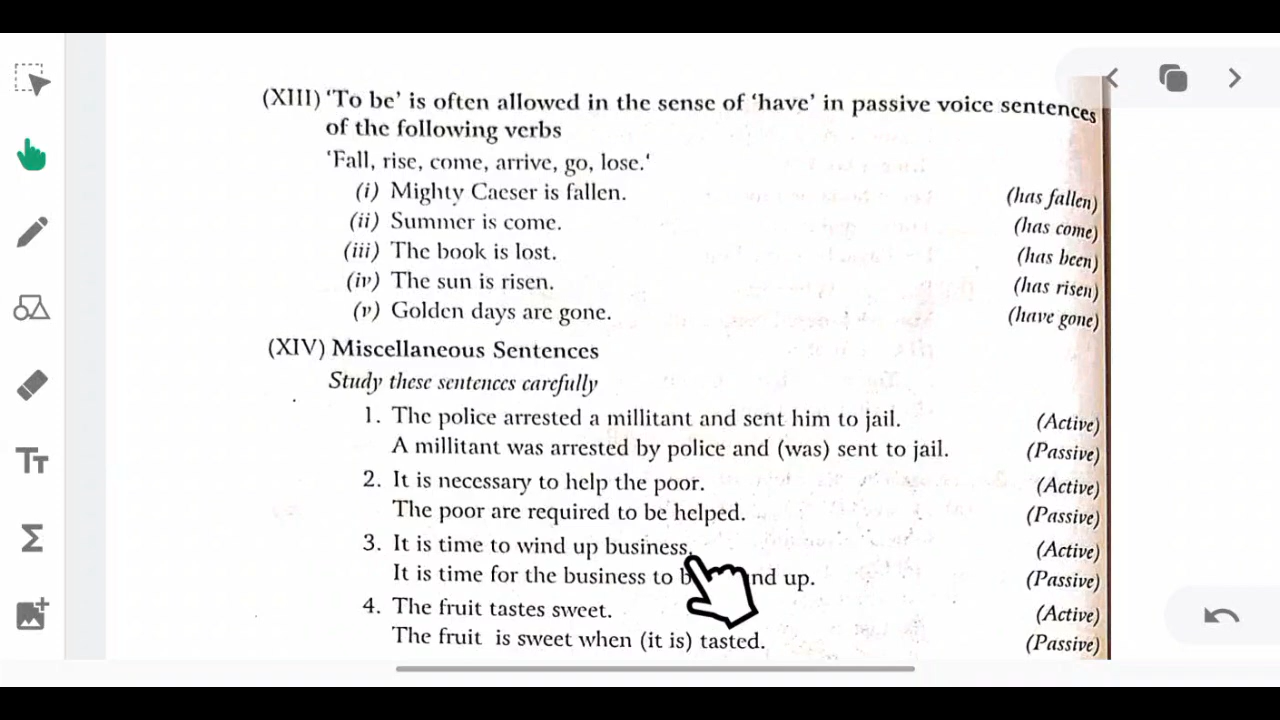 (XIII) 'To be' is often allowed in the sense of 'have' in passive voice sentences
of the following verbs
'Fall, rise, come, arrive, go, lose.'
(i) Mighty Caeser is fallen. (has fallen)
(ii) Summer is come. (has come)
(iii) The book is lost. (has been)
(iv) The sun is risen. (has risen)
(v) Golden days are gone. (have gone)
(XIV) Miscellaneous Sentences
Study these sentences carefully
1. The police arrested a millitant and sent him to jail. (Active)
A millitant was arrested by police and (was) sent to jail. (Passive)
2. It is necessary to help the poor. (Active)
The poor are required to be helped. (Passive)
3. It is time to wind up business. (Active)
It is time for the business to up. (Passive)
4. The fruit tastes sweet. (Active)
The fruit is sweet when (it is) tasted. (Passive)